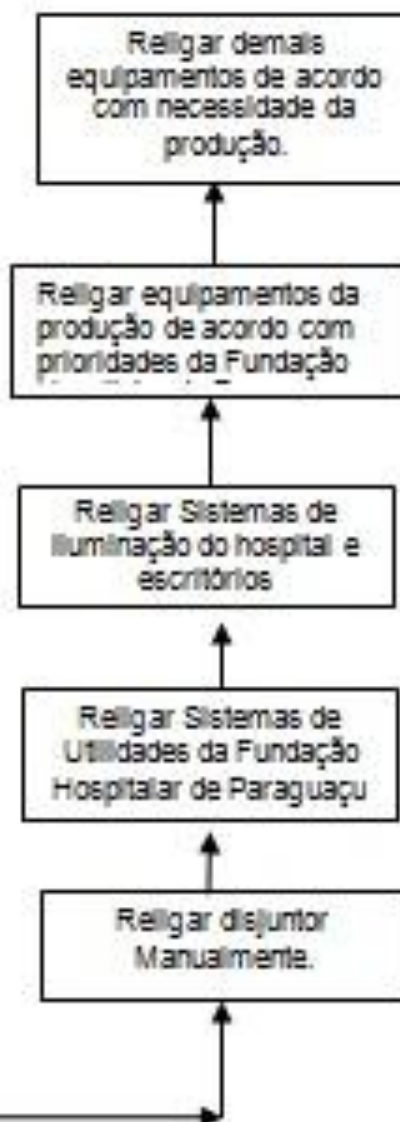 Religar demais
equipamentos de acordo
com necessidade da
produção.
Religar equipamentos da
produção de acordo com
prioridades da Fundação
Religar Sistemas de
iluminação do hospital e
escritórios
Religar Sistemas de
Utilidades da Fundação
Hospitalar de Paraguaçu
Religar disjuntor
Manualmente.